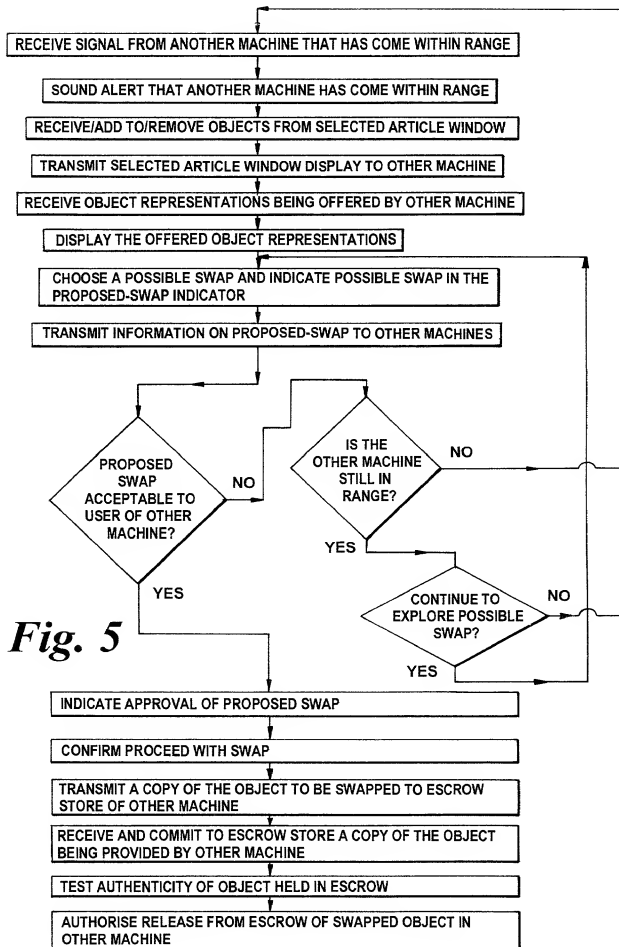 RECEIVE SIGNAL FROM ANOTHER MACHINE THAT HAS COME WITHIN RANGE
SOUND ALERT THAT ANOTHER MACHINE HAS COME WITHIN RANGE
RECEIVE/ADD TO/REMOVE OBJECTS FROM SELECTED ARTICLE WINDOW
TRANSMIT SELECTED ARTICLE WINDOW DISPLAY TO OTHER MACHINE
RECEIVE OBJECT REPRESENTATIONS BEING OFFERED BY OTHER MACHINE
DISPLAY THE OFFERED OBJECT REPRESENTATIONS
CHOOSE A POSSIBLE SWAP AND INDICATE POSSIBLE SWAP IN THE
PROPOSED-SWAP INDICATOR
TRANSMIT INFORMATION ON PROPOSED-SWAP TO OTHER MACHINES
PROPOSED
SWAP
ACCEPTABLE TO
USER OF OTHER
MACHINE?
NO
YES
IS THE
OTHER MACHINE
STILL IN
RANGE?
NO
YES
CONTINUE TO
EXPLORE POSSIBLE
SWAP?
NO
YES
Fig. 5
INDICATE APPROVAL OF PROPOSED SWAP
CONFIRM PROCEED WITH SWAP
TRANSMIT A COPY OF THE OBJECT TO BE SWAPPED TO ESCROW
STORE OF OTHER MACHINE
RECEIVE AND COMMIT TO ESCROW STORE A COPY OF THE OBJECT
BEING PROVIDED BY OTHER MACHINE
TEST AUTHENTICITY OF OBJECT HELD IN ESCROW
AUTHORISE RELEASE FROM ESCROW OF SWAPPED OBJECT IN
OTHER MACHINE